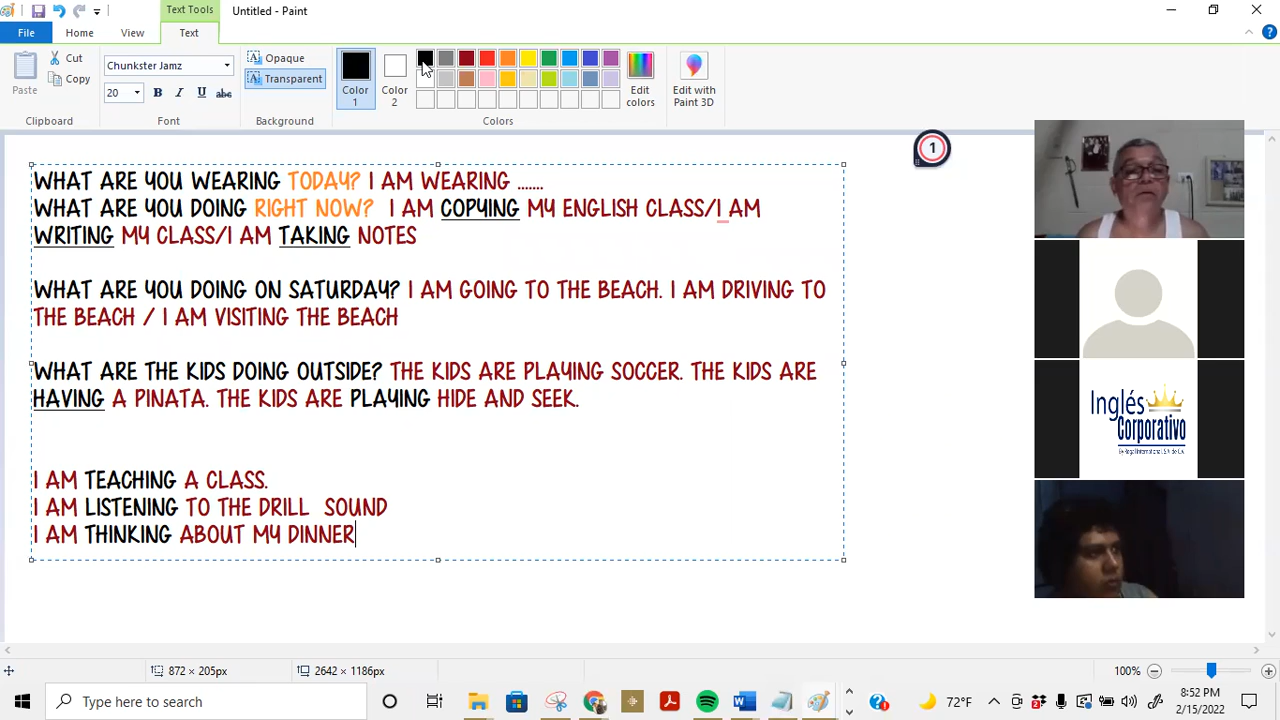 Text Tools
Untitled - Paint
File
Home
View
Text
Paste
Cut
Copy
Clipboard
Chunkster Jamz
20
B I U abc
Font
Opaque
Transparent
Background
Color 1
Color 2
Colors
Edit colors
Edit with Paint 3D
1
WHAT ARE YOU WEARING TODAY? I AM WEARING .......
WHAT ARE YOU DOING RIGHT NOW? I AM COPYING MY ENGLISH CLASS/I AM
WRITING MY CLASS/I AM TAKING NOTES
WHAT ARE YOU DOING ON SATURDAY? I AM GOING TO THE BEACH. I AM DRIVING TO
THE BEACH / I AM VISITING THE BEACH
WHAT ARE THE KIDS DOING OUTSIDE? THE KIDS ARE PLAYING SOCCER. THE KIDS ARE
HAVING A PINATA. THE KIDS ARE PLAYING HIDE AND SEEK.
I AM TEACHING A CLASS.
I AM LISTENING TO THE DRILL SOUND
I AM THINKING ABOUT MY DINNER
Inglés
Corporativo
872 × 205px
2642 × 1186px
100%
Type here to search
72°F
8:52 PM
2/15/2022